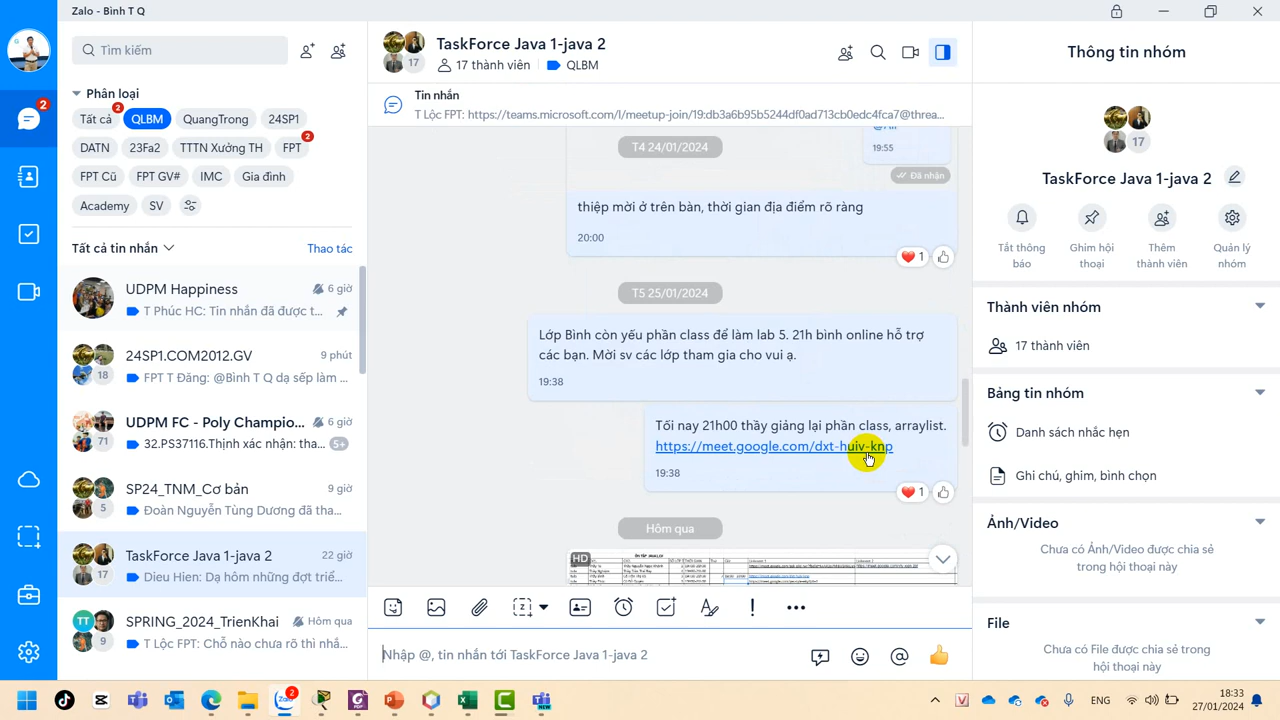 Zalo - Bình T Q
Tìm kiếm
Phân loại
Tất cả
2
QLBM
QuangTrong
24SP1
DATN
23Fa2
TTTN Xưởng TH
FPT
2
FPT Cũ
FPT GV#
IMC
Gia đình
Academy
SV
Tất cả tin nhắn
Thao tác
UDPM Happiness
6 giờ
T Phúc HC: Tin nhắn đã được t...
24SP1.COM2012.GV
9 phút
18
FPT T Đăng: @Bình T Q dạ sếp làm ...
UDPM FC - Poly Champio...
6 giờ
71
32.PS37116.Thịnh xác nhận: tha...
5+
SP24_TNM_Cơ bản
9 giờ
5
Đoàn Nguyễn Tùng Dương đã tha...
TaskForce Java 1-java 2
22 giờ
17
Dieu Hien: Dạ hôm những đợt triể...
TT
SPRING_2024_TrienKhai
Hôm qua
9
T Lộc FPT: Chỗ nào chưa rõ thì nhắ...
2
TaskForce Java 1-java 2
17
17 thành viên
QLBM
Tin nhắn
T Lộc FPT: https://teams.microsoft.com/l/meetup-join/19:db3a6b95b5244df0ad713cb0edc4fca7@threa...
T4 24/01/2024
@All
19:55
Đã nhận
thiệp mời ở trên bàn, thời gian địa điểm rõ ràng
20:00
1
T5 25/01/2024
Lớp Bình còn yếu phần class để làm lab 5. 21h bình online hỗ trợ
các bạn. Mời sv các lớp tham gia cho vui ạ.
19:38
Tối nay 21h00 thầy giảng lại phần class, arraylist.
https://meet.google.com/dxt-huiv-knp
19:38
1
Hôm qua
HD
Nhập @, tin nhắn tới TaskForce Java 1-java 2
Thông tin nhóm
17
TaskForce Java 1-java 2
Tắt thông
báo
Ghim hội
thoại
Thêm
thành viên
Quản lý
nhóm
Thành viên nhóm
17 thành viên
Bảng tin nhóm
Danh sách nhắc hẹn
Ghi chú, ghim, bình chọn
Ảnh/Video
Chưa có Ảnh/Video được chia sẻ
trong hội thoại này
File
Chưa có File được chia sẻ trong
hội thoại này
Zalo
2
NEW
V
ENG
18:33
27/01/2024